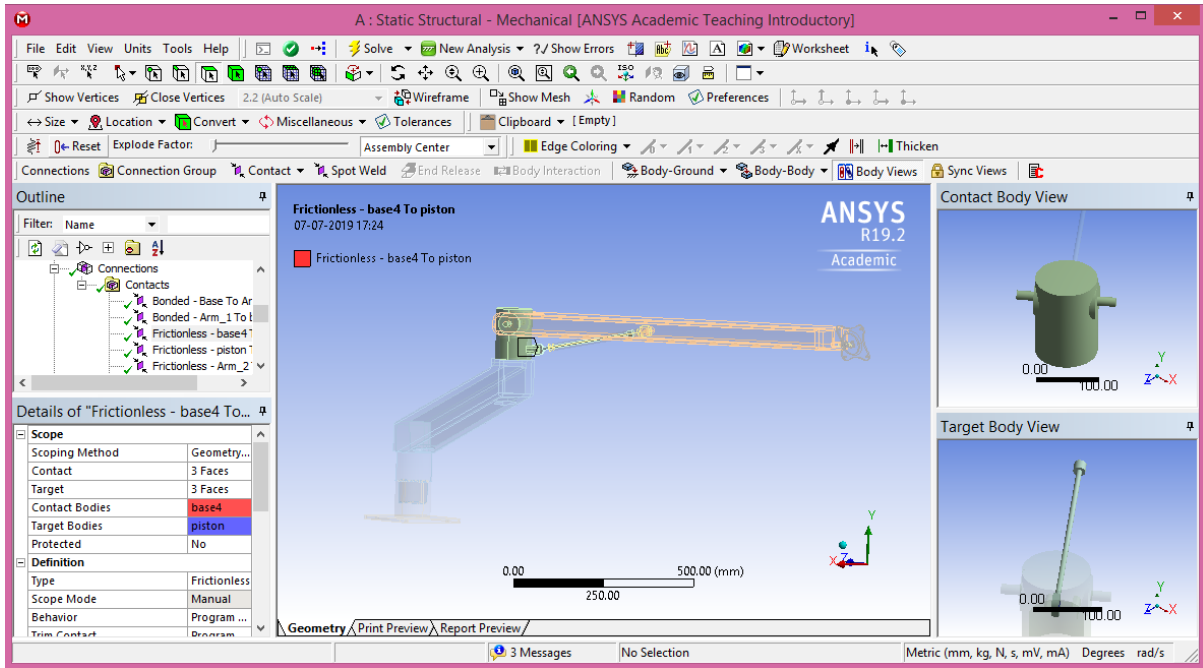 A : Static Structural - Mechanical [ANSYS Academic Teaching Introductory]
File Edit View Units Tools Help Solve New Analysis ?/ Show Errors Worksheet
Show Vertices Close Vertices 2.2 (Auto Scale) Wireframe Show Mesh Random Preferences
Size Location Convert Miscellaneous Tolerances Clipboard [ Empty ]
Reset Explode Factor: Assembly Center Edge Coloring Thicken
Connections Connection Group Contact Spot Weld End Release Body Interaction Body-Ground Body-Body Body Views Sync Views
Outline
Filter: Name
Connections
Contacts
Bonded - Base To Ar
Bonded - Arm_1 To b
Frictionless - base4 T
Frictionless - piston T
Frictionless - Arm_2
Details of "Frictionless - base4 To...
Scope
Scoping Method Geometry...
Contact 3 Faces
Target 3 Faces
Contact Bodies base4
Target Bodies piston
Protected No
Definition
Type Frictionless
Scope Mode Manual
Behavior Program ...
Trim Contact Program
Frictionless - base4 To piston
07-07-2019 17:24
Frictionless - base4 To piston
ANSYS
R19.2
Academic
Y
Z
X
0.00 500.00 (mm)
250.00
Geometry Print Preview Report Preview
Contact Body View
0.00
100.00
Y
Z X
Target Body View
0.00
100.00
Y
Z X
3 Messages No Selection Metric (mm, kg, N, s, mV, mA) Degrees rad/s